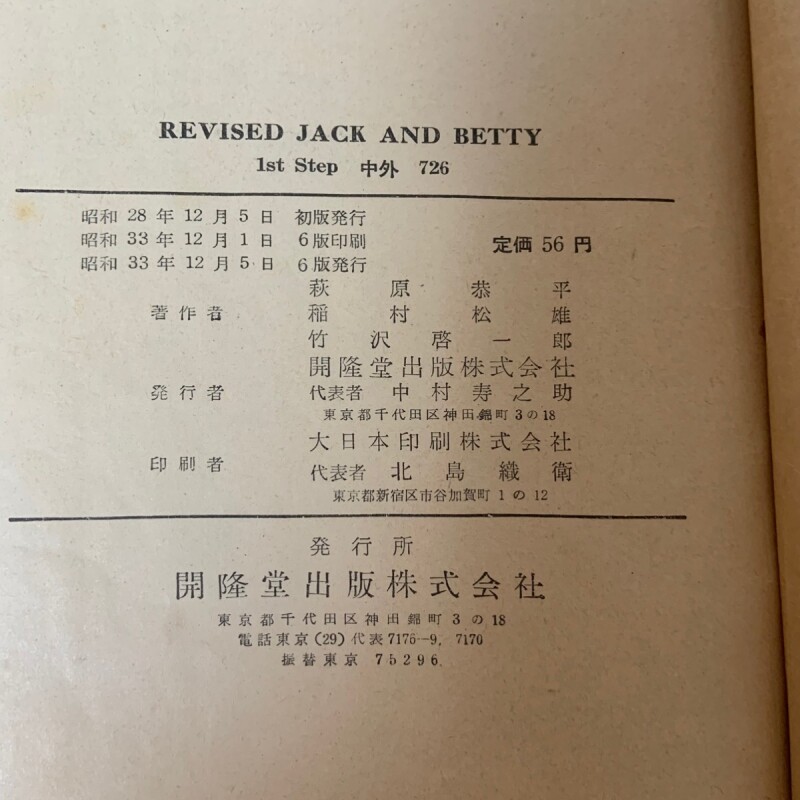 REVISED JACK AND BETTY
1st Step 中外 726
昭和 28 年 12 月 5 日 初版発行
昭和 33 年 12 月 1 日 6版印刷 定価 56 円
昭和 33 年 12 月 5 日 6版発行
萩原恭平
著作者 稲村松雄
竹沢啓一郎
開隆堂出版株式会社
発行者 代表者 中村寿之助
東京都千代田区神田錦町 3 の 18
大日本印刷株式会社
印刷者 代表者 北島織衛
東京都新宿区市谷加賀町 1 の 12
発行所
開隆堂出版株式会社
東京都千代田区神田錦町 3 の 18
電話東京 (29) 代表 7176—9, 7170
振替東京 75296